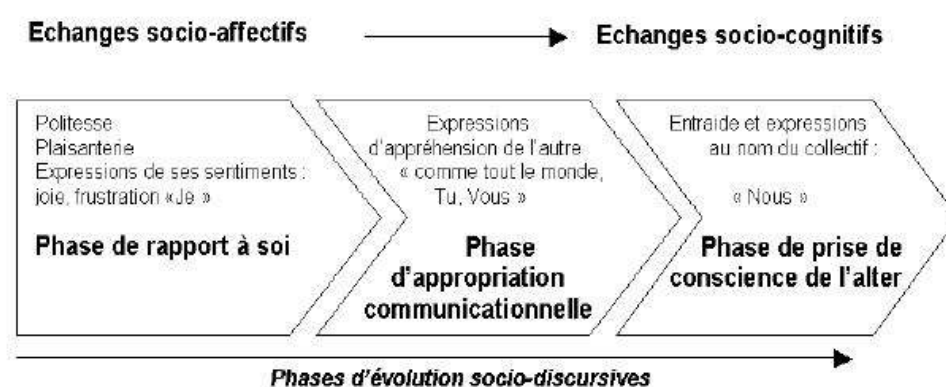 Echanges socio-affectifs
Echanges socio-cognitifs
Politesse
Plaisanterie
Expressions de ses sentiments :
joie, frustration «Je »
Phase de rapport à soi
Expressions
d'appréhension de l'autre
« comme tout le monde,
Tu, Vous »
Phase
d'appropriation
communicationnelle
Entraide et expressions
au nom du collectif :
« Nous »
Phase de prise de
conscience de l'alter
Phases d'évolution socio-discursives